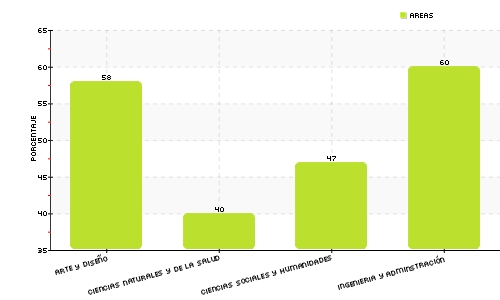 AREAS
65
60
55
50
45
40
35
PORCENTAJE
58
40
47
60
ARTE Y DISEÑO
CIENCIAS NATURALES Y DE LA SALUD
CIENCIAS SOCIALES Y HUMANIDADES
INGENIERIA Y ADMINSTRACIÓN